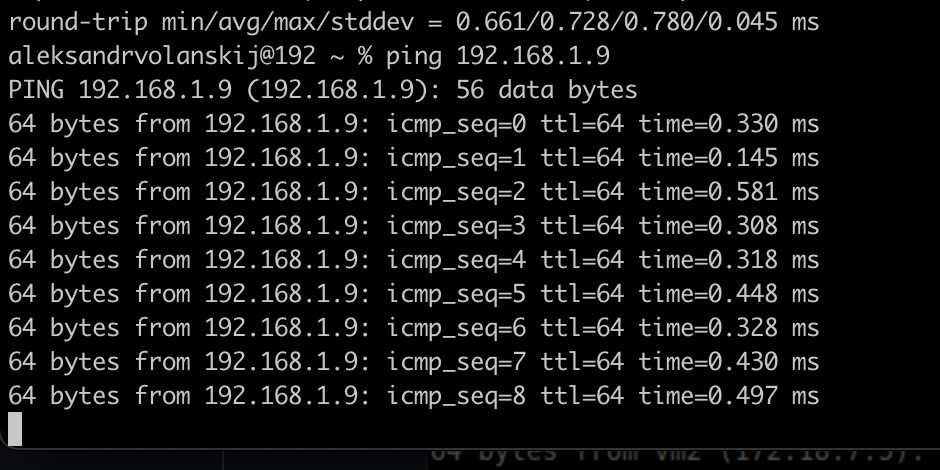 round-trip min/avg/max/stddev = 0.661/0.728/0.780/0.045 ms
aleksandrvolanskij@192 ~ % ping 192.168.1.9
PING 192.168.1.9 (192.168.1.9): 56 data bytes
64 bytes from 192.168.1.9: icmp_seq=0 ttl=64 time=0.330 ms
64 bytes from 192.168.1.9: icmp_seq=1 ttl=64 time=0.145 ms
64 bytes from 192.168.1.9: icmp_seq=2 ttl=64 time=0.581 ms
64 bytes from 192.168.1.9: icmp_seq=3 ttl=64 time=0.308 ms
64 bytes from 192.168.1.9: icmp_seq=4 ttl=64 time=0.318 ms
64 bytes from 192.168.1.9: icmp_seq=5 ttl=64 time=0.448 ms
64 bytes from 192.168.1.9: icmp_seq=6 ttl=64 time=0.328 ms
64 bytes from 192.168.1.9: icmp_seq=7 ttl=64 time=0.430 ms
64 bytes from 192.168.1.9: icmp_seq=8 ttl=64 time=0.497 ms
64 bytes from vm2